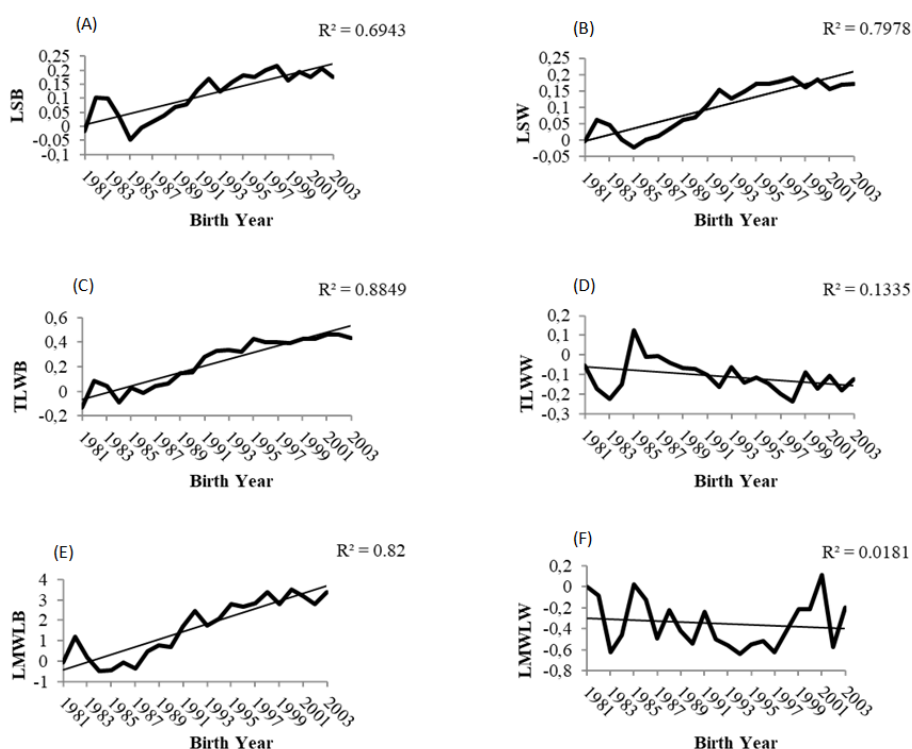 (A)
R² = 0.6943
LSB
0,25
0,2
0,15
0,1
0,05
0
-0,05
-0,1
1981 1983 1985 1987 1989 1991 1993 1995 1997 1999 2001 2003
Birth Year
(B)
R² = 0.7978
LSW
0,25
0,2
0,15
0,1
0,05
0
-0,05
1981 1983 1985 1987 1989 1991 1993 1995 1997 1999 2001 2003
Birth Year
(C)
R² = 0.8849
TLWB
0,6
0,4
0,2
0
-0,2
1981 1983 1985 1987 1989 1991 1993 1995 1997 1999 2001 2003
Birth Year
(D)
R² = 0.1335
TLWW
0,2
0,1
0
-0,1
-0,2
-0,3
1981 1983 1985 1987 1989 1991 1993 1995 1997 1999 2001 2003
Birth Year
(E)
R² = 0.82
LMWLB
4
3
2
1
0
-1
1981 1983 1985 1987 1989 1991 1993 1995 1997 1999 2001 2003
Birth Year
(F)
R² = 0.0181
LMWLW
0,2
0
-0,2
-0,4
-0,6
-0,8
1981 1983 1985 1987 1989 1991 1993 1995 1997 1999 2001 2003
Birth Year